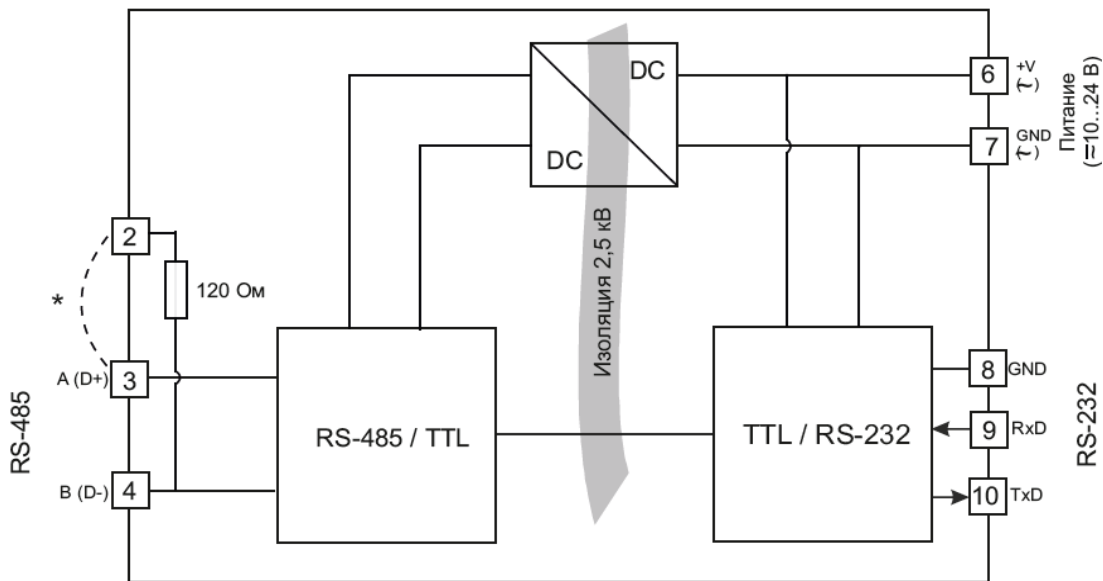 DC
DC
6
+V
(~)
7
GND
(~)
Питание
(=10...24 В)
Изоляция 2,5 кВ
2
120 Ом
*
A (D+)
3
B (D-)
4
RS-485
RS-485 / TTL
TTL / RS-232
8
GND
9
RxD
10
TxD
RS-232